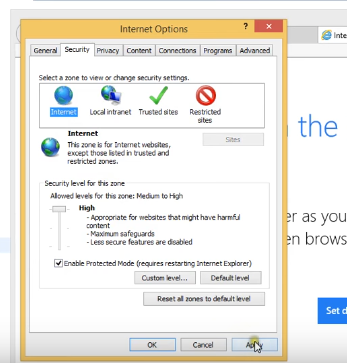 Internet Options
?
Inte
General Security Privacy Content Connections Programs Advanced
Select a zone to view or change security settings.
Internet Local intranet Trusted sites Restricted sites
Internet
This zone is for Internet websites,
except those listed in trusted and
restricted zones.
Sites
the
Security level for this zone
Allowed levels for this zone: Medium to High
High
- Appropriate for websites that might have harmful
content
- Maximum safeguards
- Less secure features are disabled
er as you
en brows
Enable Protected Mode (requires restarting Internet Explorer)
Custom level...
Default level
Reset all zones to default level
Set d
OK
Cancel
Apply